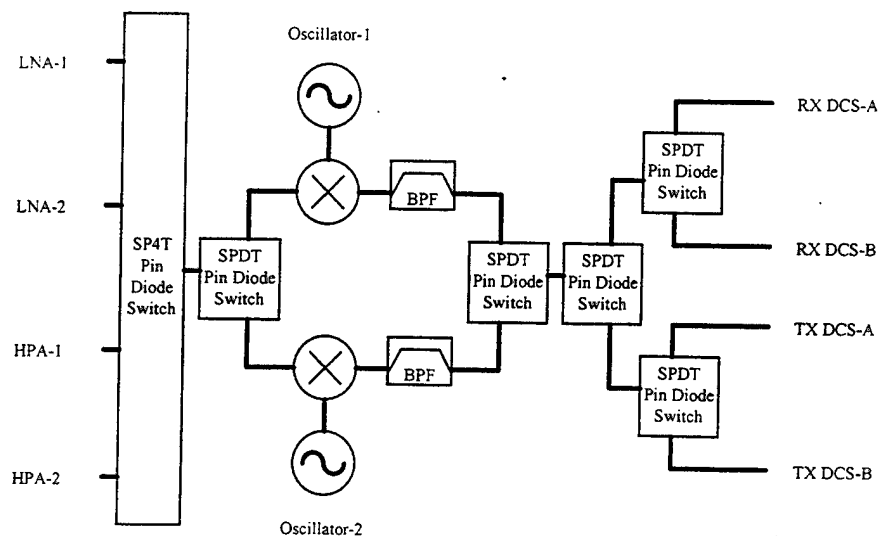 Oscillator-1
LNA-1
LNA-2
HPA-1
HPA-2
SP4T
Pin
Diode
Switch
SPDT
Pin Diode
Switch
BPF
BPF
Oscillator-2
SPDT
Pin Diode
Switch
SPDT
Pin Diode
Switch
SPDT
Pin Diode
Switch
SPDT
Pin Diode
Switch
RX DCS-A
RX DCS-B
TX DCS-A
TX DCS-B